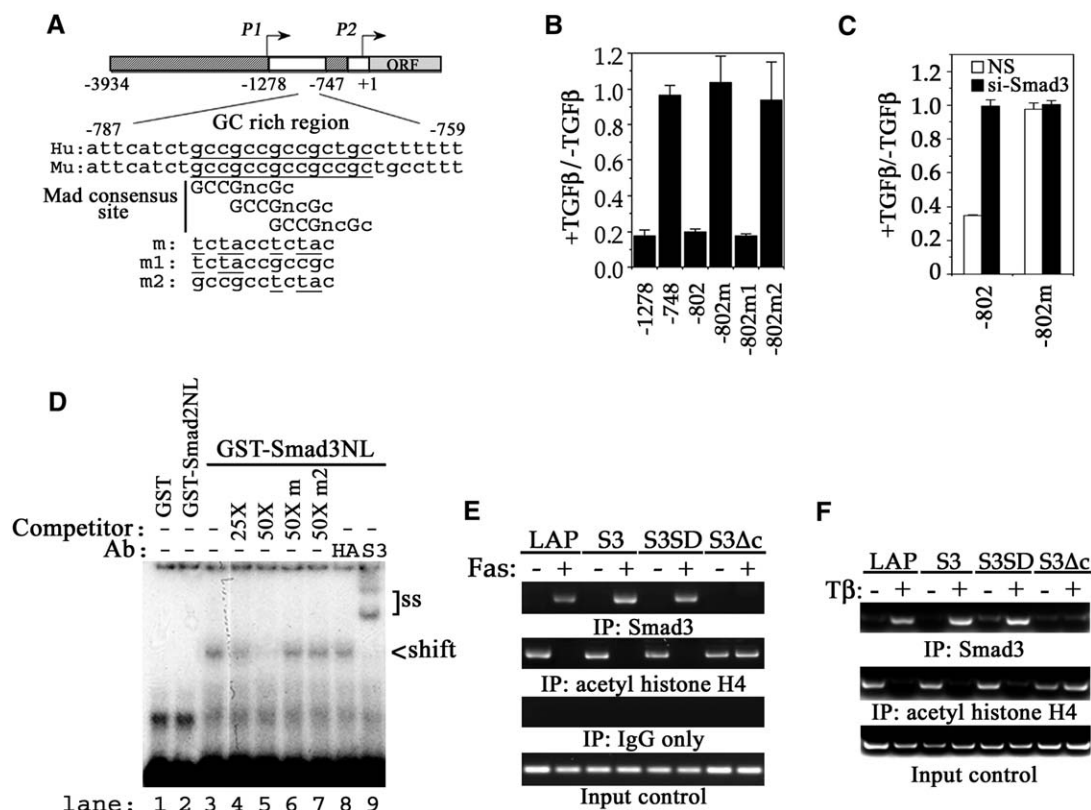 A
P1 P2
ORF
-3934 -1278 -747 +1
-787 GC rich region -759
Hu:attcatctgccgccgccgctgccttttttt
Mu:attcatctgccgccgccgccgctgcctttt
Mad consensus site
GCCGncGc
GCCGncGc
GCCGncGc
m: tctacctctac
m1: tctaccgccgc
m2: gccgcctctac
B
+TGFβ/-TGFβ
1.2
1.0
0.8
0.6
0.4
0.2
0.0
-1278
-748
-802
-802m
-802m1
-802m2
C
NS
si-Smad3
+TGFβ/-TGFβ
1.2
1.0
0.8
0.6
0.4
0.2
0
-802
-802m
D
GST
GST-Smad2NL
GST-Smad3NL
Competitor: - - - 25X 50X 50X m 50X m2 - -
Ab: - - - - - - - HA S3
ss
<shift
lane: 1 2 3 4 5 6 7 8 9
E
LAP S3 S3SD S3Δc
Fas: - + - + - + - +
IP: Smad3
IP: acetyl histone H4
IP: IgG only
Input control
F
LAP S3 S3SD S3Δc
Tβ: - + - + - + - +
IP: Smad3
IP: acetyl histone H4
Input control